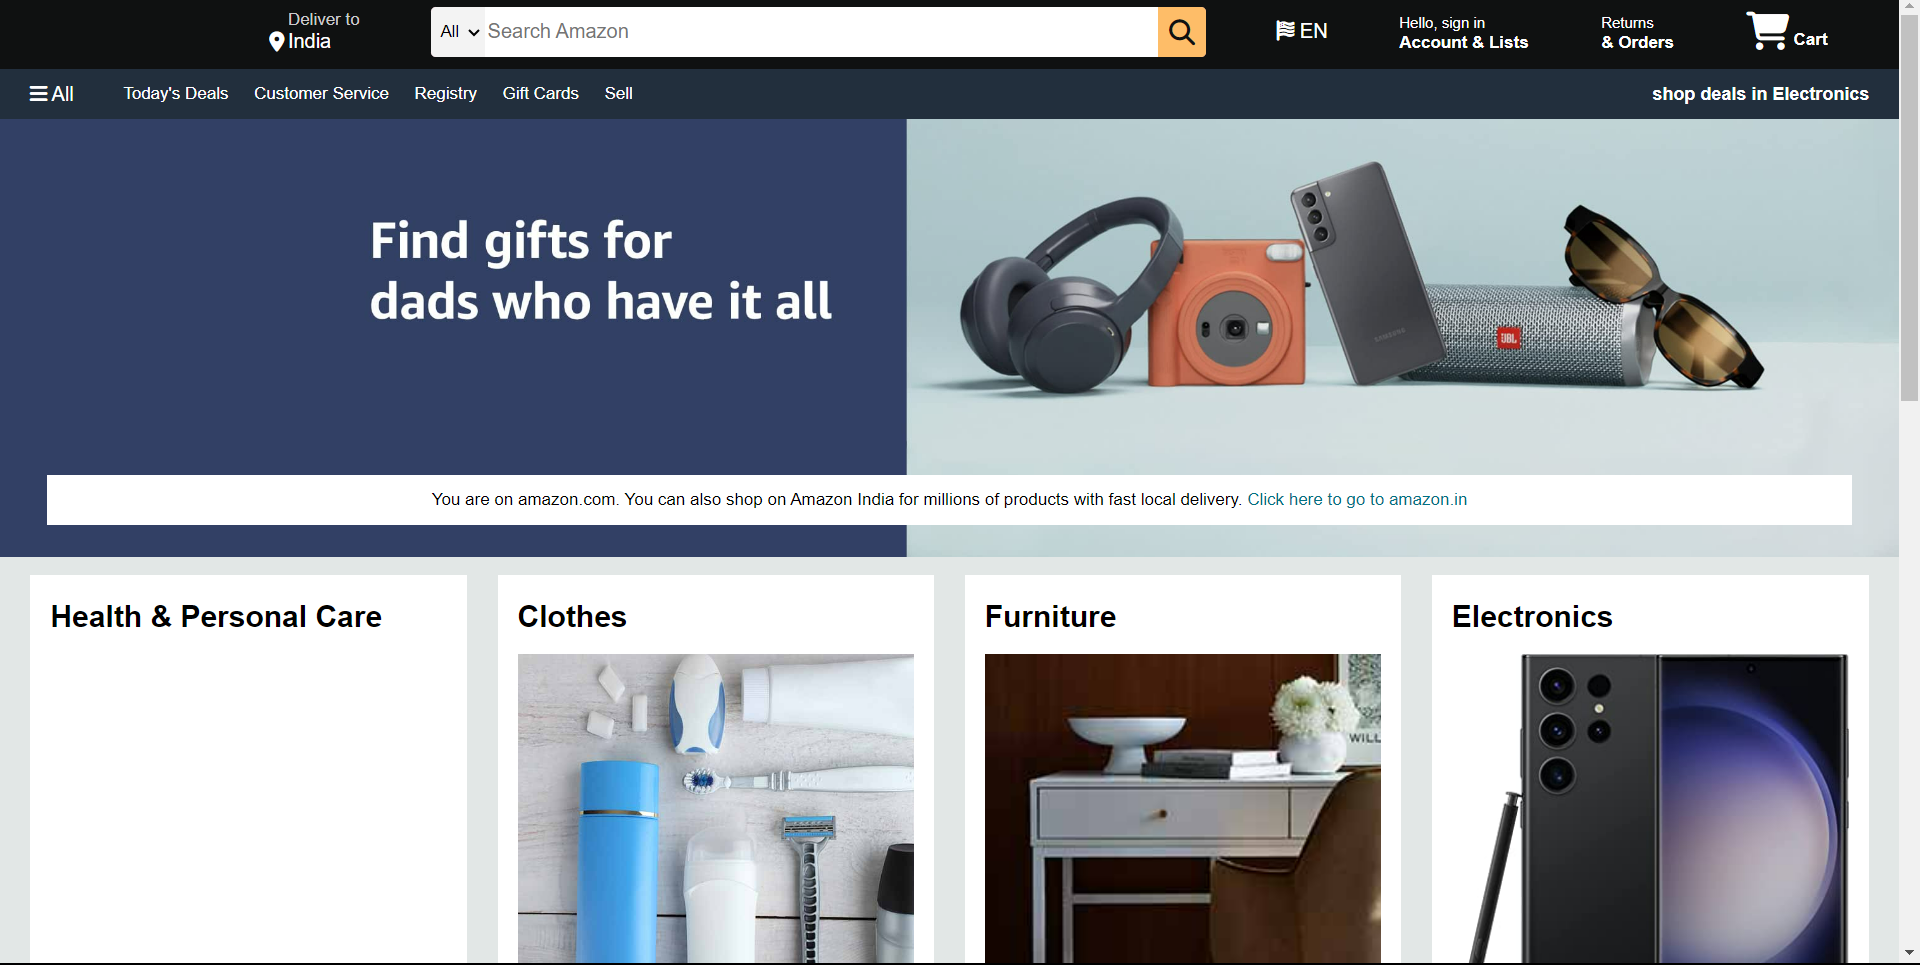 Deliver to
India
All
Search Amazon
EN
Hello, sign in
Account & Lists
Returns
& Orders
Cart
All
Today's Deals
Customer Service
Registry
Gift Cards
Sell
shop deals in Electronics
Find gifts for
dads who have it all
SAMSUNG
JBL
You are on amazon.com. You can also shop on Amazon India for millions of products with fast local delivery. Click here to go to amazon.in
Health & Personal Care
Clothes
Furniture
Electronics
WILL